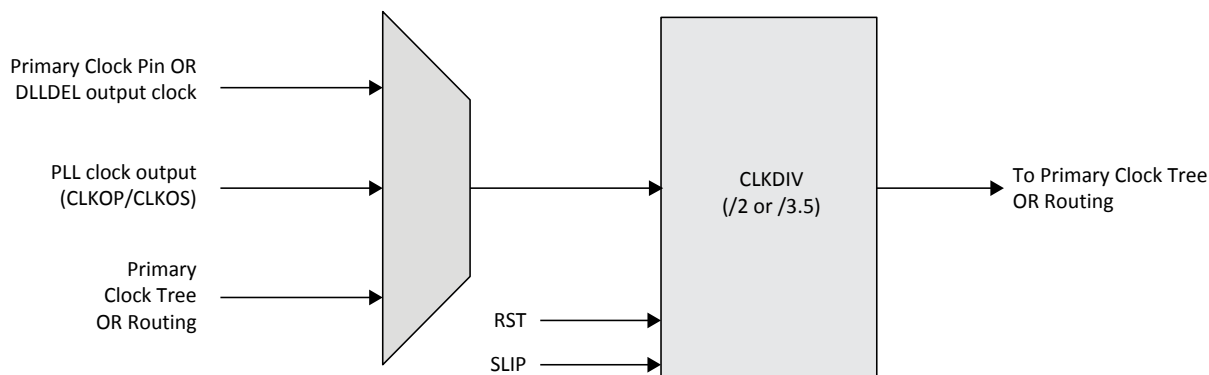 Primary Clock Pin OR
DLLDEL output clock
PLL clock output
(CLKOP/CLKOS)
Primary
Clock Tree
OR Routing
CLKDIV
(/2 or /3.5)
RST
SLIP
To Primary Clock Tree
OR Routing